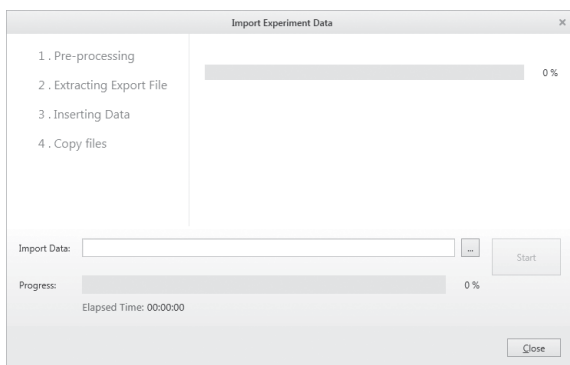 Import Experiment Data
1 . Pre-processing
2 . Extracting Export File
3 . Inserting Data
4 . Copy files
0 %
Import Data:
...
Start
Progress:
0 %
Elapsed Time: 00:00:00
Close